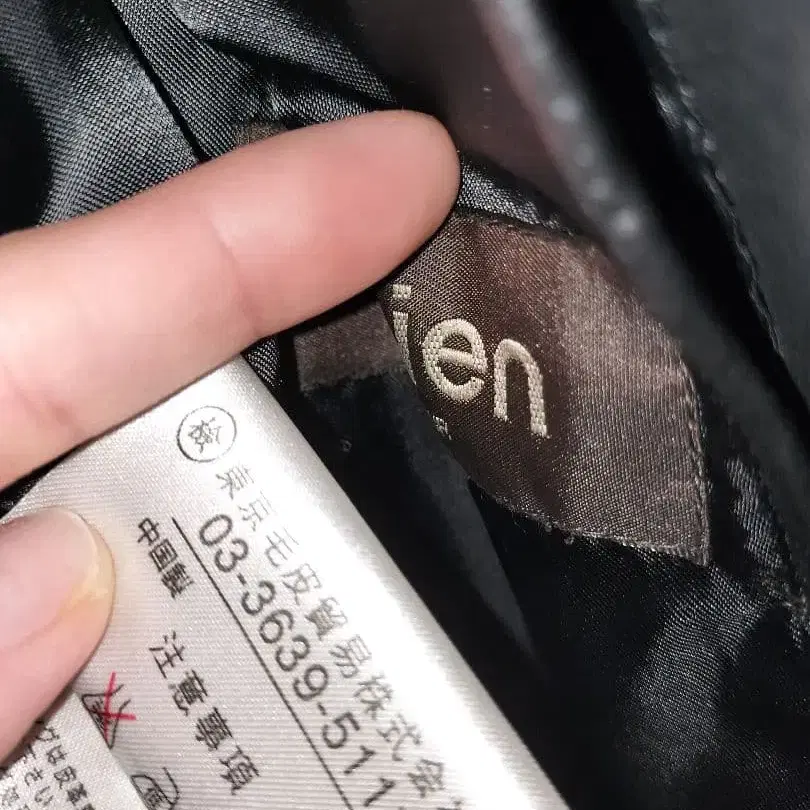 ien
検
東京毛皮貿易株式会
03-3639-511
中国製
注意事項